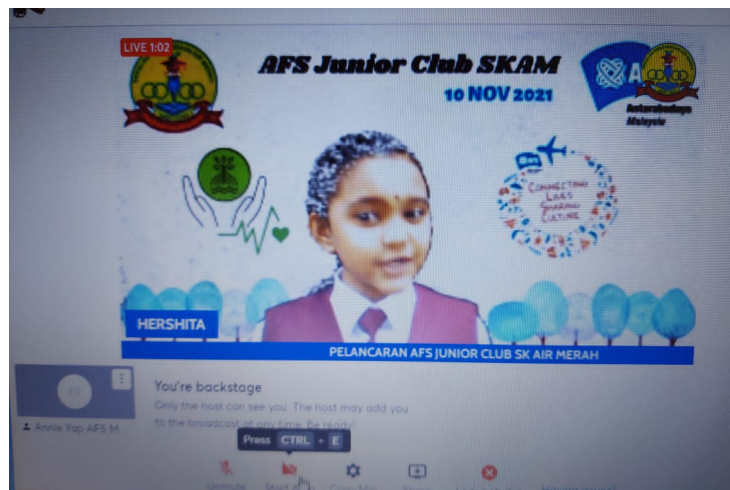 LIVE 1:02
AFS Junior Club SKAM
10 NOV 2021
A
Antarabudaya
Malaysia
CONNECTING
LIVES
SHARING
CULTURE
HERSHITA
PELANCARAN AFS JUNIOR CLUB SK AIR MERAH
You're backstage
Only the host can see you. The host may add you
to the broadcast at any time. Be ready!
Annie Yap AFS M
Press CTRL + E
Unmute